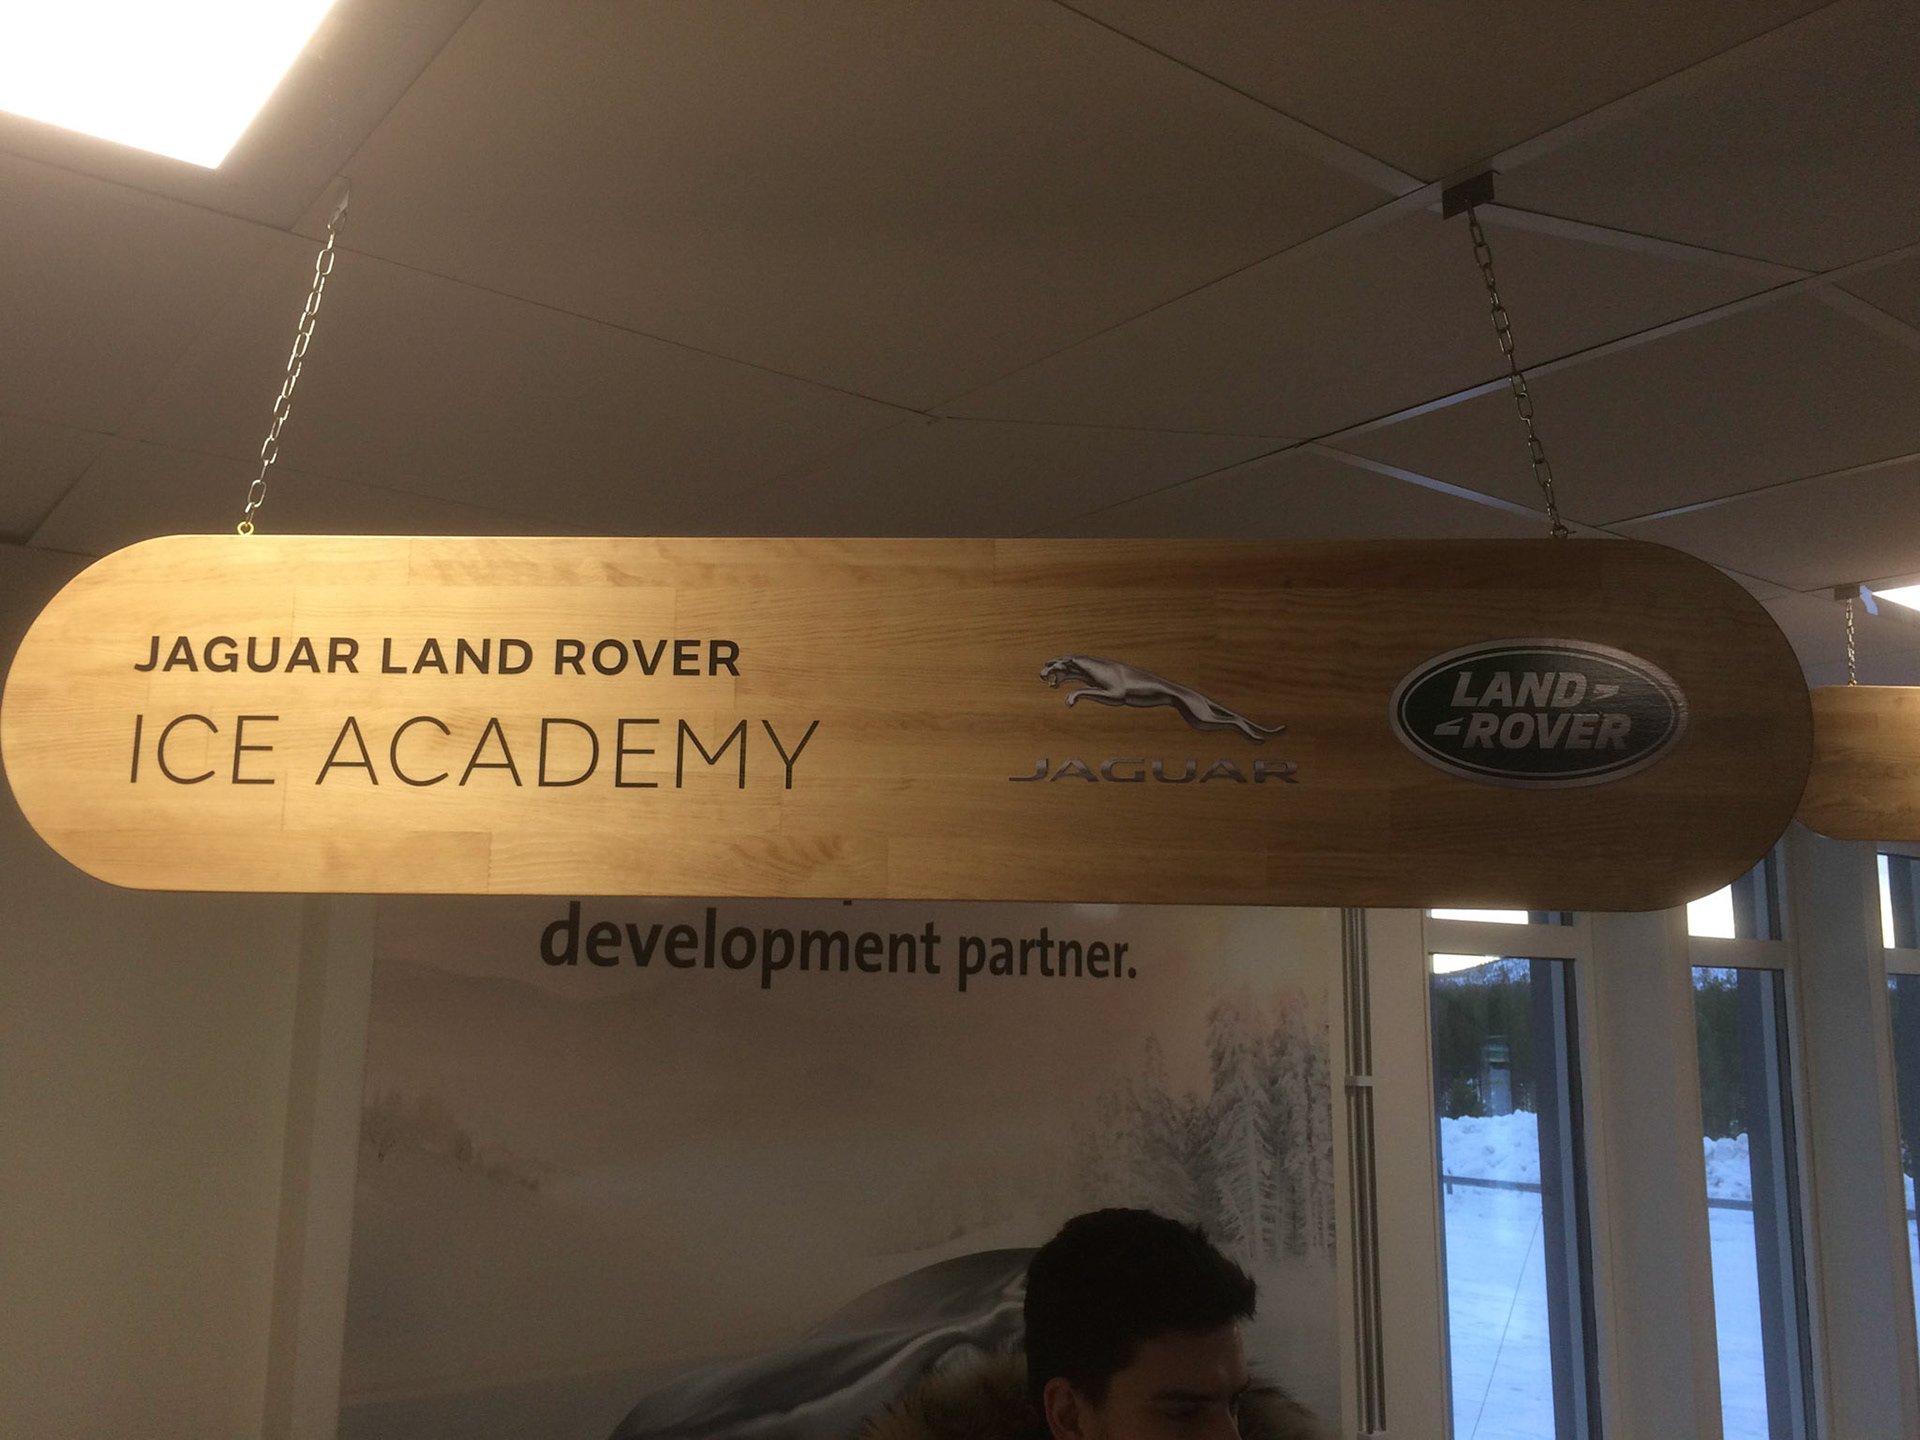 JAGUAR LAND ROVER
ICE ACADEMY
JAGUAR
LAND-
-ROVER
development partner.